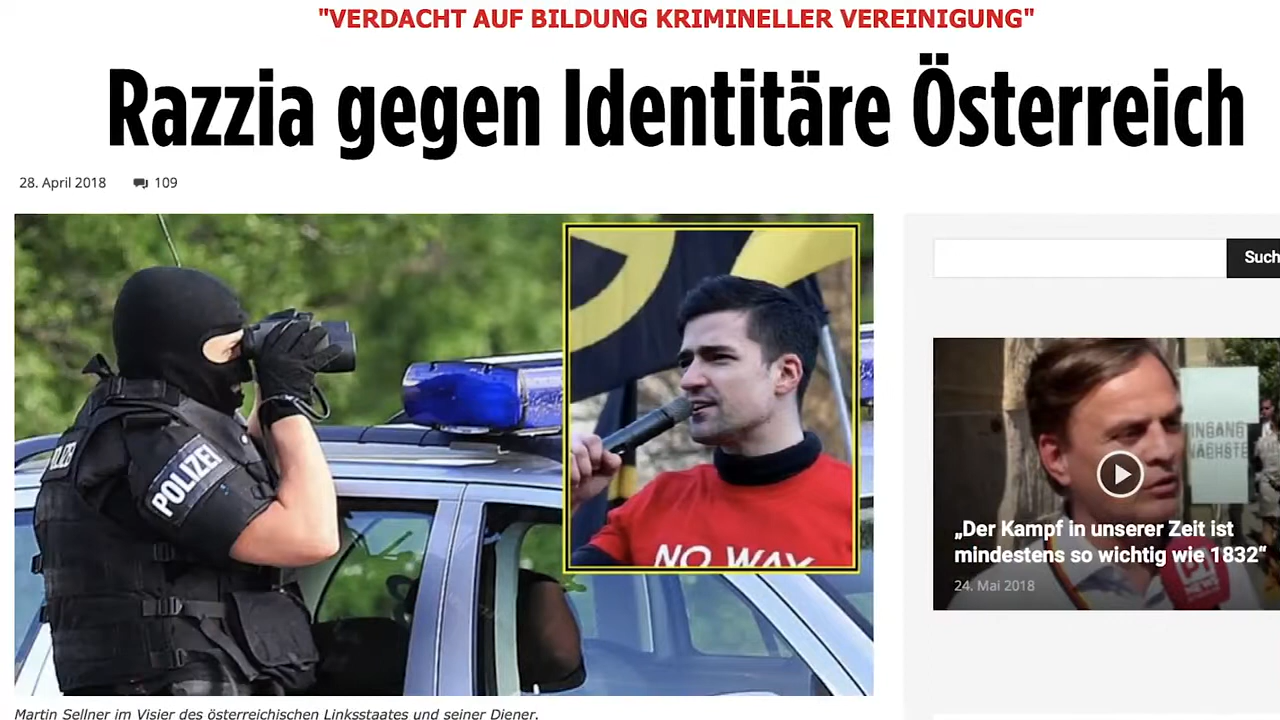 "VERDACHT AUF BILDUNG KRIMINELLER VEREINIGUNG"
Razzia gegen Identitäre Österreich
28. April 2018
109
POLIZEI
NO WAY
Such
INGANG
NÄCHSTE
„Der Kampf in unserer Zeit ist
mindestens so wichtig wie 1832“
24. Mai 2018
Martin Sellner im Visier des österreichischen Linksstaates und seiner Diener.